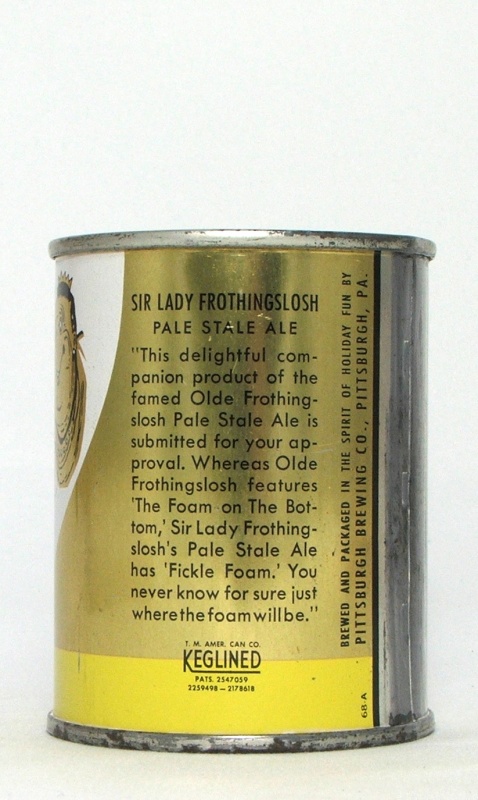 SIR LADY FROTHINGSLOSH
PALE STALE ALE
"This delightful com-
panion product of the
famed Olde Frothing-
slosh Pale Stale Ale is
submitted for your ap-
proval. Whereas Olde
Frothingslosh features
'The Foam on The Bot-
tom,' Sir Lady Frothing-
slosh's Pale Stale Ale
has 'Fickle Foam.' You
never know for sure just
where the foam will be."
T. M. AMER. CAN CO.
KEGLINED
PATS. 2547059
2259498 — 2178618
BREWED AND PACKAGED IN THE SPIRIT OF HOLIDAY FUN BY
PITTSBURGH BREWING CO., PITTSBURGH, PA.
68-A